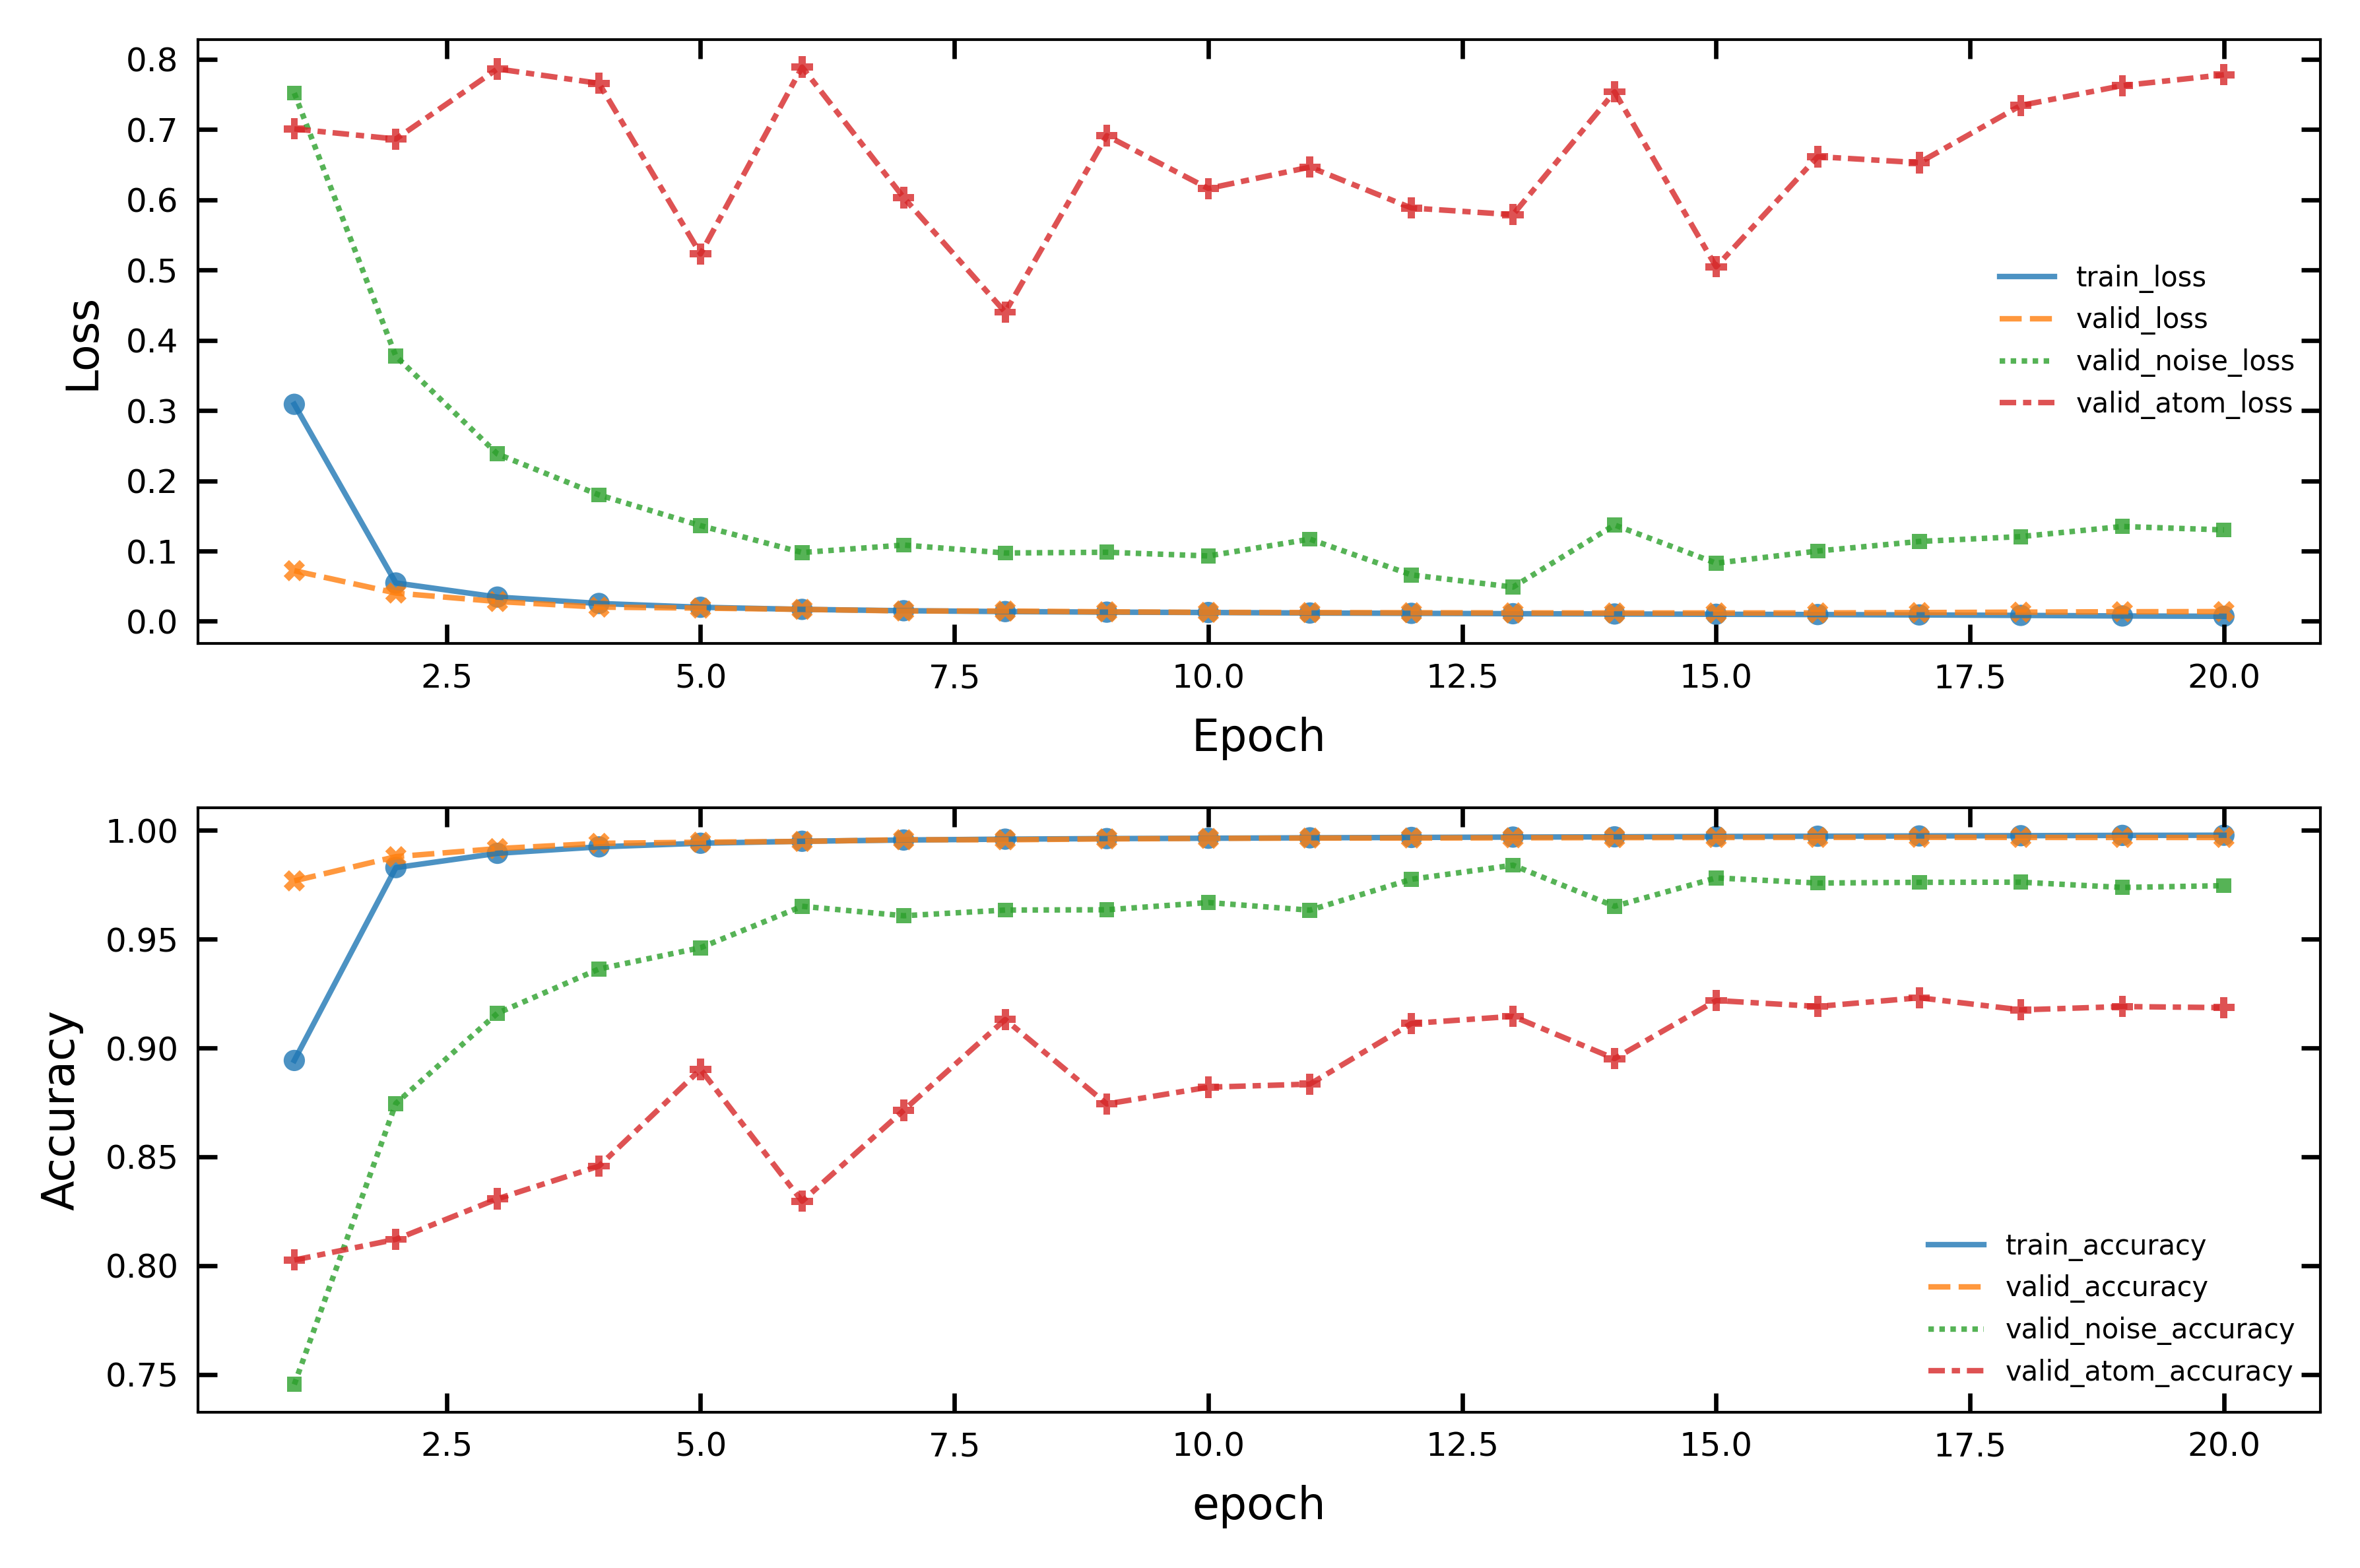 0.8
0.7
0.6
0.5
0.4
0.3
0.2
0.1
0.0
Loss
train_loss
valid_loss
valid_noise_loss
valid_atom_loss
2.5 5.0 7.5 10.0 12.5 15.0 17.5 20.0
Epoch
1.00
0.95
0.90
0.85
0.80
0.75
Accuracy
train_accuracy
valid_accuracy
valid_noise_accuracy
valid_atom_accuracy
2.5 5.0 7.5 10.0 12.5 15.0 17.5 20.0
epoch